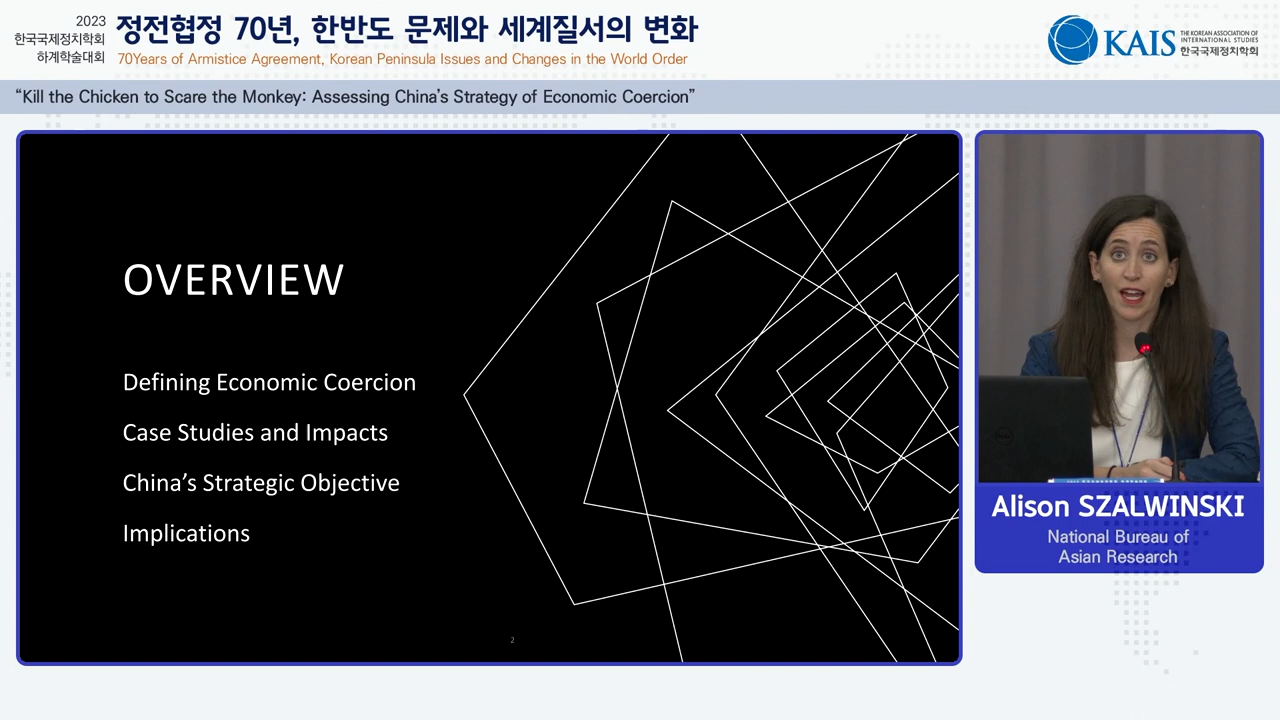 2023
한국국제정치학회
하계학술대회
정전협정 70년, 한반도 문제와 세계질서의 변화
70Years of Armistice Agreement, Korean Peninsula Issues and Changes in the World Order
KAIS
THE KOREAN ASSOCIATION OF
INTERNATIONAL STUDIES
한국국제정치학회
“Kill the Chicken to Scare the Monkey: Assessing China’s Strategy of Economic Coercion”
OVERVIEW
Defining Economic Coercion
Case Studies and Impacts
China’s Strategic Objective
Implications
2
Alison SZALWINSKI
National Bureau of
Asian Research